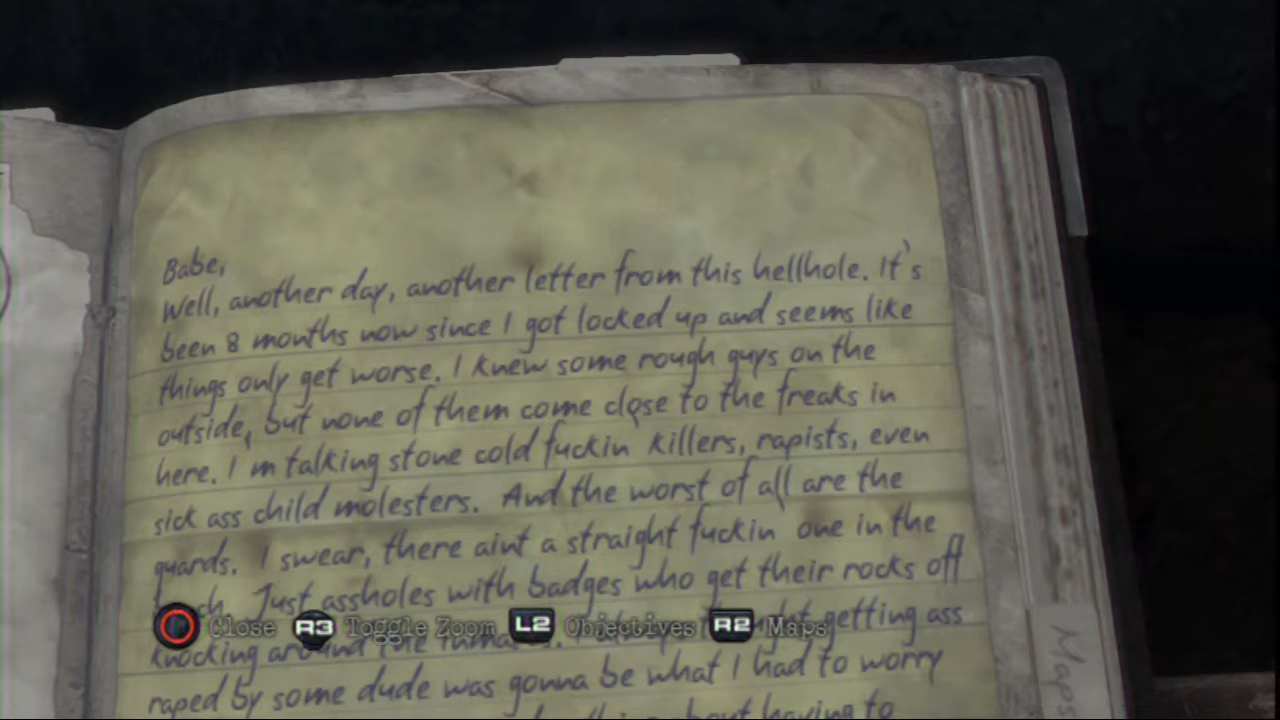 Babe,
Well, another day, another letter from this hellhole. It's
been 8 months now since I got locked up and seems like
things only get worse. I knew some rough guys on the
outside, but none of them come close to the freaks in
here. I m talking stone cold fuckin killers, rapists, even
sick ass child molesters. And the worst of all are the
guards. I swear, there aint a straight fuckin one in the
Just assholes with badges who get their rocks off
Close R3 Toggle Zoom L2 Objectives R2 Maps
knocking around the getting ass
raped by some dude was gonna be what I had to worry
about having to
Maps